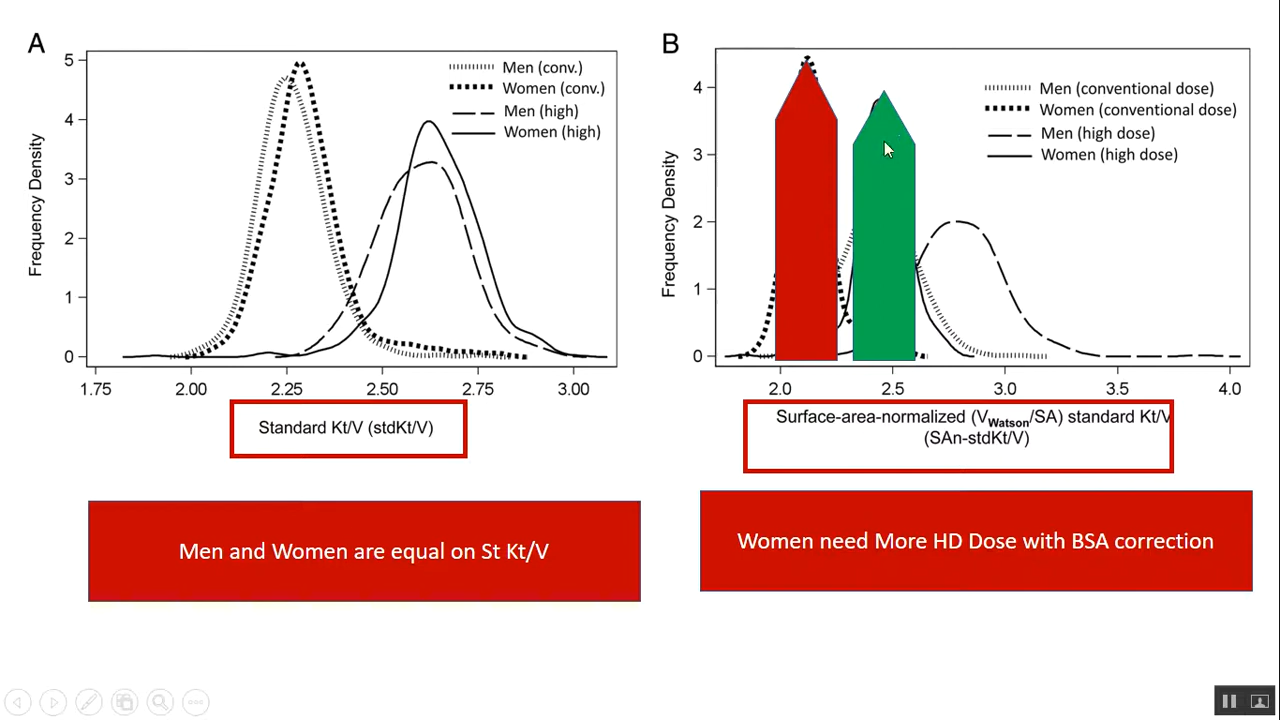 A
5
4
3
2
1
0
Frequency Density
Men (conv.)
Women (conv.)
Men (high)
Women (high)
1.75 2.00 2.25 2.50 2.75 3.00
Standard Kt/V (stdKt/V)
Men and Women are equal on St Kt/V
B
4
3
2
1
0
Frequency Density
Men (conventional dose)
Women (conventional dose)
Men (high dose)
Women (high dose)
2.0 2.5 3.0 3.5 4.0
Surface-area-normalized (VWatson/SA) standard Kt/V
(SAn-stdKt/V)
Women need More HD Dose with BSA correction